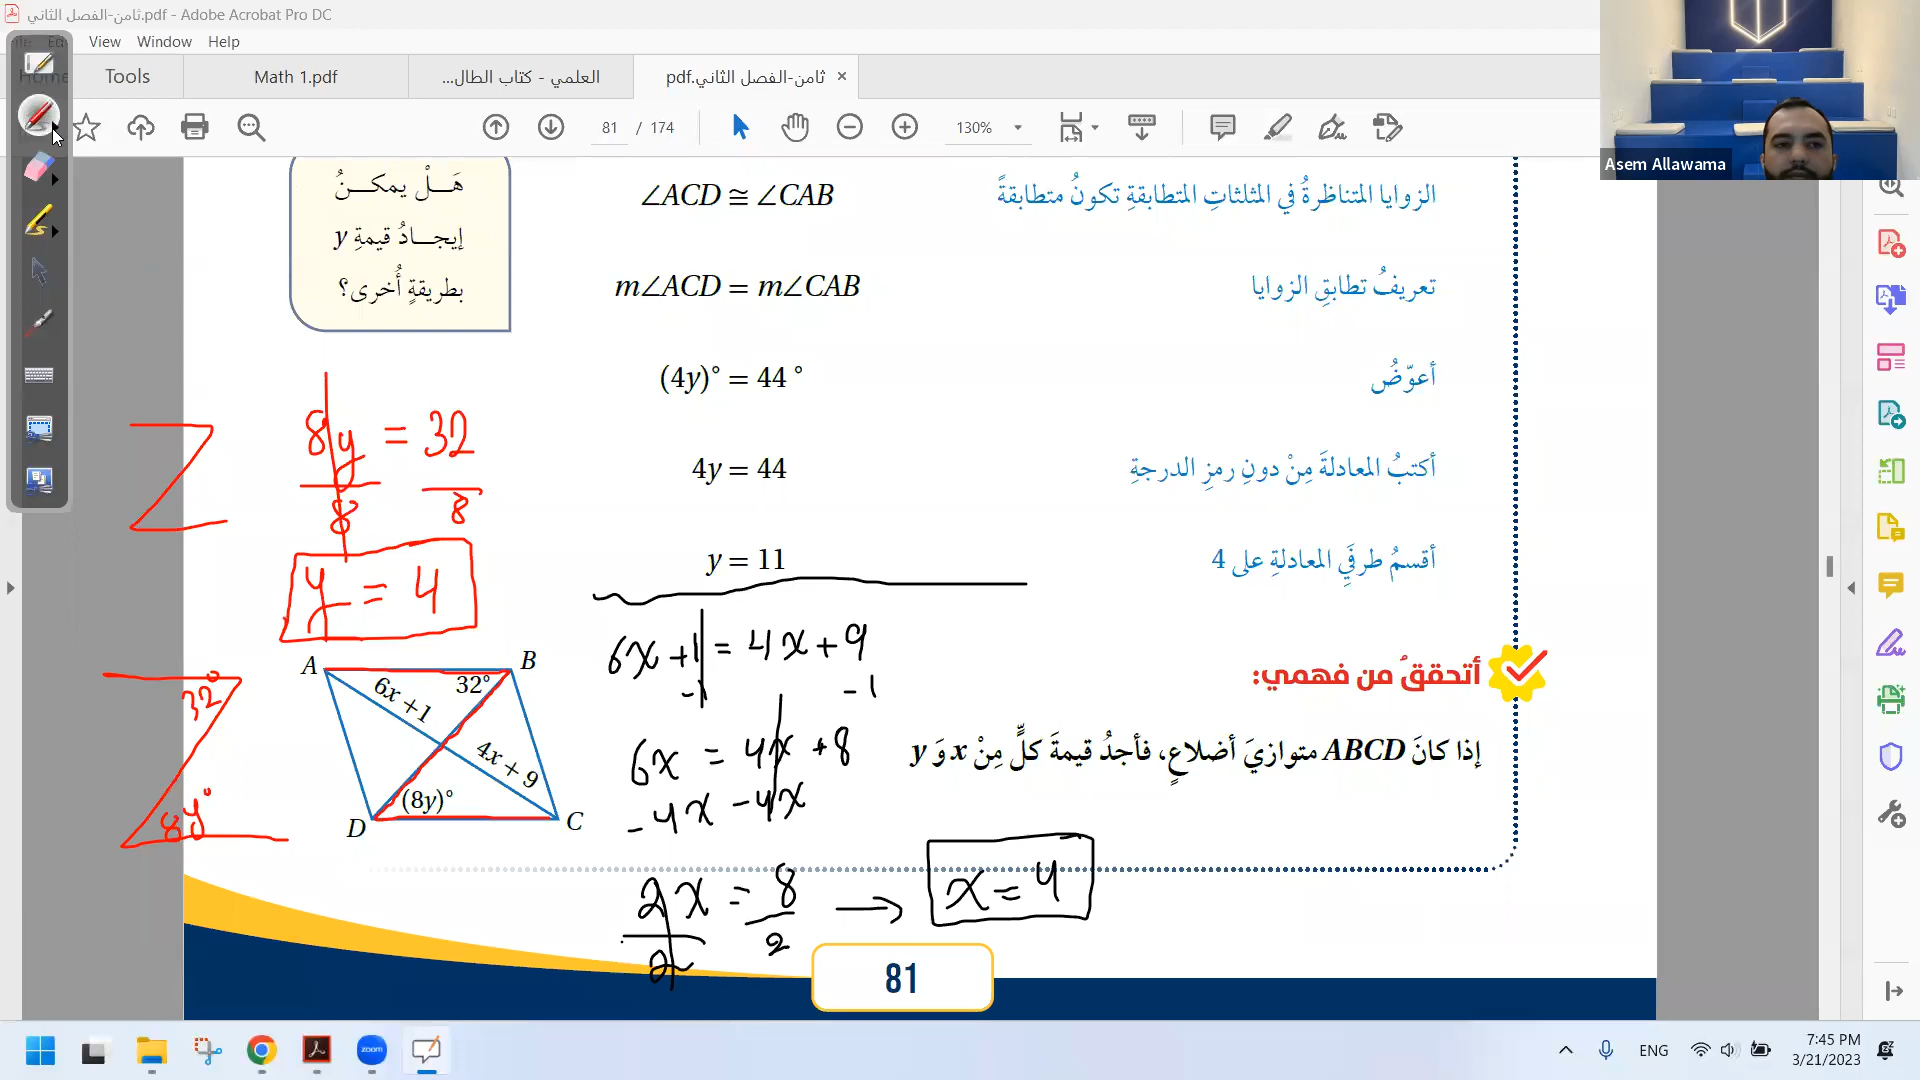 ثامن-الفصل الثاني.pdf - Adobe Acrobat Pro DC
View Window Help
Tools
Math 1.pdf
العلمي - كتاب الطال...
ثامن-الفصل الثاني.pdf ×
81 / 174
130%
Asem Allawama
هَلْ يمكنُ
إيجادُ قيمةِ y
بطريقةٍ أُخرى؟
∠ACD ≅ ∠CAB
الزوايا المتناظرةُ في المثلثاتِ المتطابقةِ تكونُ متطابقةً
m∠ACD = m∠CAB
تعريفُ تطابقِ الزوايا
(4y)° = 44 °
أعوّضُ
4y = 44
أكتبُ المعادلةَ مِنْ دونِ رمزِ الدرجةِ
y = 11
أقسمُ طرفَيِ المعادلةِ على 4
8y = 32
8 8
y = 4
6x +1 = 4x + 9
-1 -1
6x = 4x + 8
- 4x - 4x
2x = 8
2 2
→ x = 4
32°
8y°
A B
6x +1 32°
4x + 9
(8y)°
D C
أتحققُ من فهمي:
إذا كانَ ABCD متوازيَ أضلاعٍ، فأجدُ قيمةَ كلٍّ مِنْ x وَ y
81
zoom
ENG
7:45 PM
3/21/2023